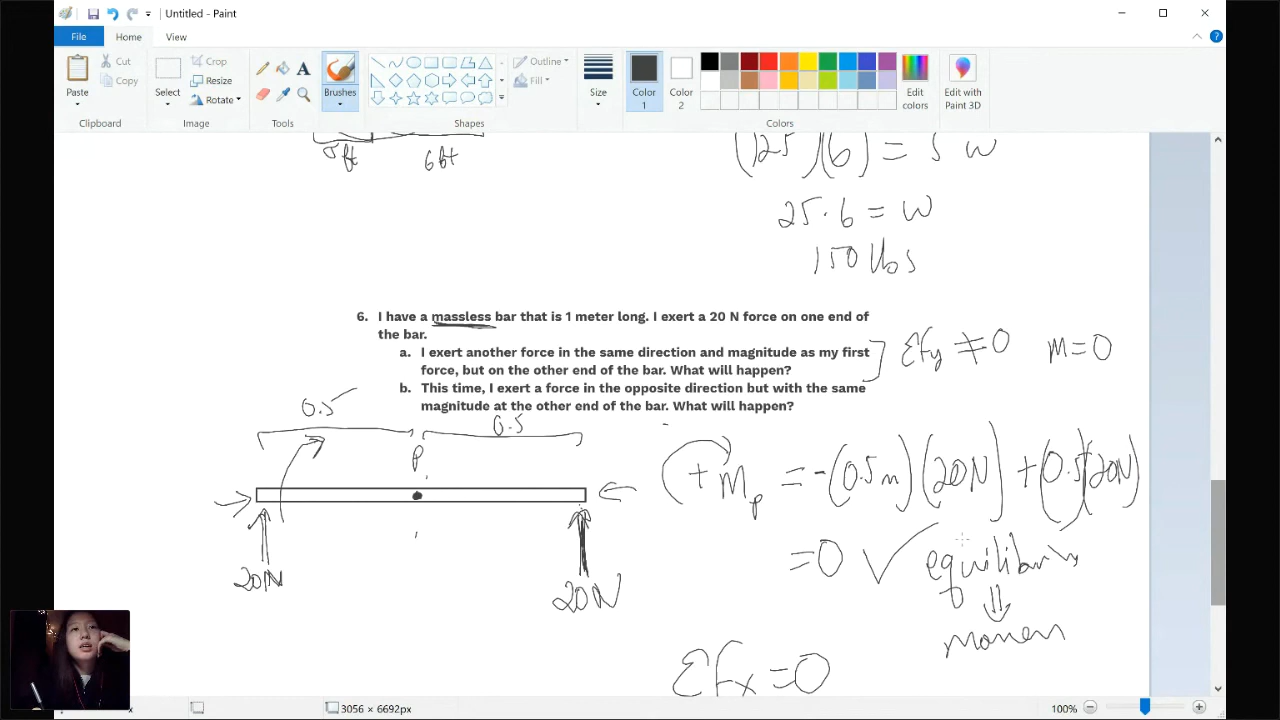 Untitled - Paint
File Home View
Cut
Copy
Paste
Clipboard
Select
Crop
Resize
Rotate
Image
A
Tools
Brushes
Outline
Fill
Shapes
Size
Color 1
Color 2
Edit colors
Edit with Paint 3D
Colors
5ft 6ft
(125)(6) = 5 w
25·6 = w
150 lbs
6. I have a massless bar that is 1 meter long. I exert a 20 N force on one end of
the bar.
a. I exert another force in the same direction and magnitude as my first
force, but on the other end of the bar. What will happen?
b. This time, I exert a force in the opposite direction but with the same
magnitude at the other end of the bar. What will happen?
ΣFy ≠ 0 M = 0
0.5 0.5
P
20N 20N
+ Mp = -(0.5m)(20N) + (0.5)(20N)
= 0 ✓ equilibrium
⇓
ΣFx = 0
3056 × 6692px
100%